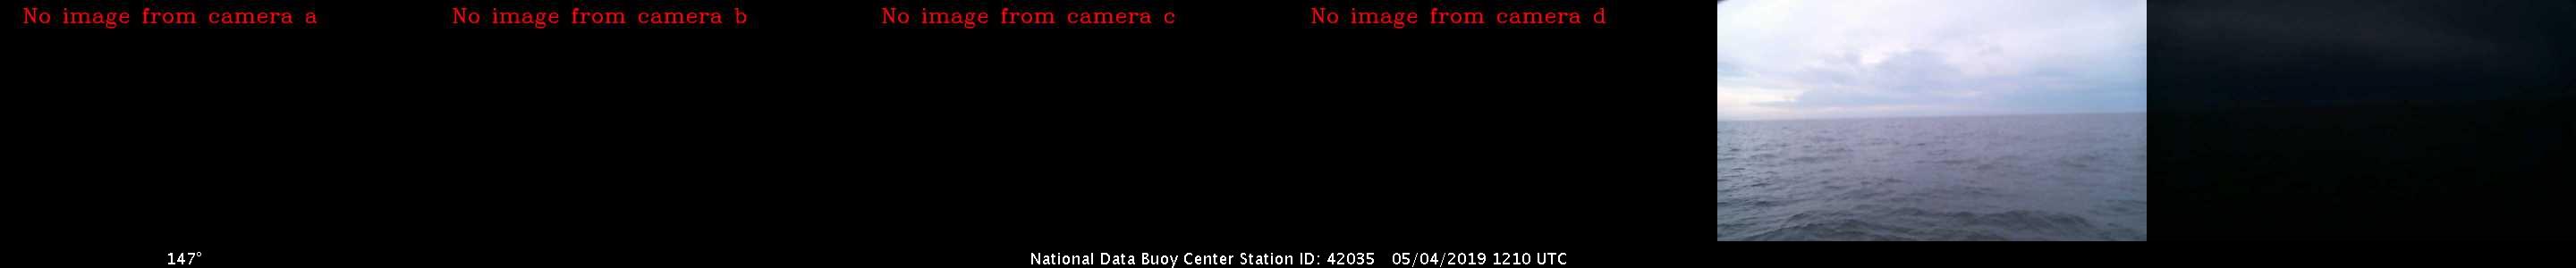 No image from camera a
No image from camera b
No image from camera c
No image from camera d
147°
National Data Buoy Center Station ID: 42035 05/04/2019 1210 UTC